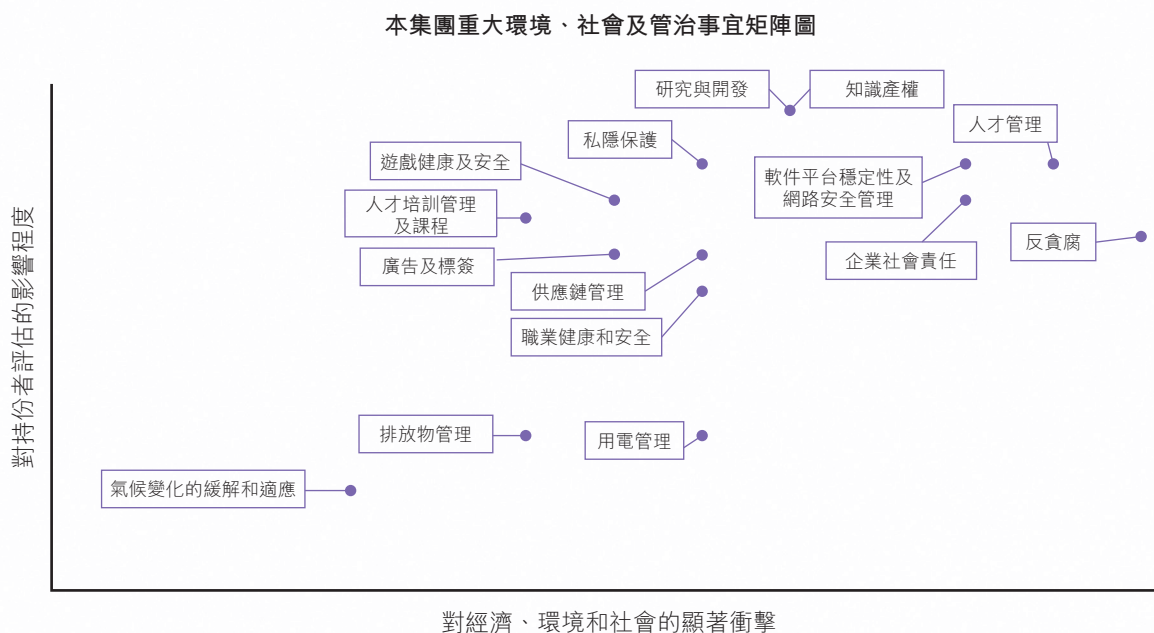 本集團重大環境、社會及管治事宜矩陣圖
研究與開發
知識產權
人才管理
私隱保護
遊戲健康及安全
軟件平台穩定性及
網路安全管理
人才培訓管理
及課程
反貪腐
企業社會責任
廣告及標簽
供應鏈管理
職業健康和安全
排放物管理
用電管理
氣候變化的緩解和適應
對持份者評估的影響程度
對經濟、環境和社會的顯著衝擊